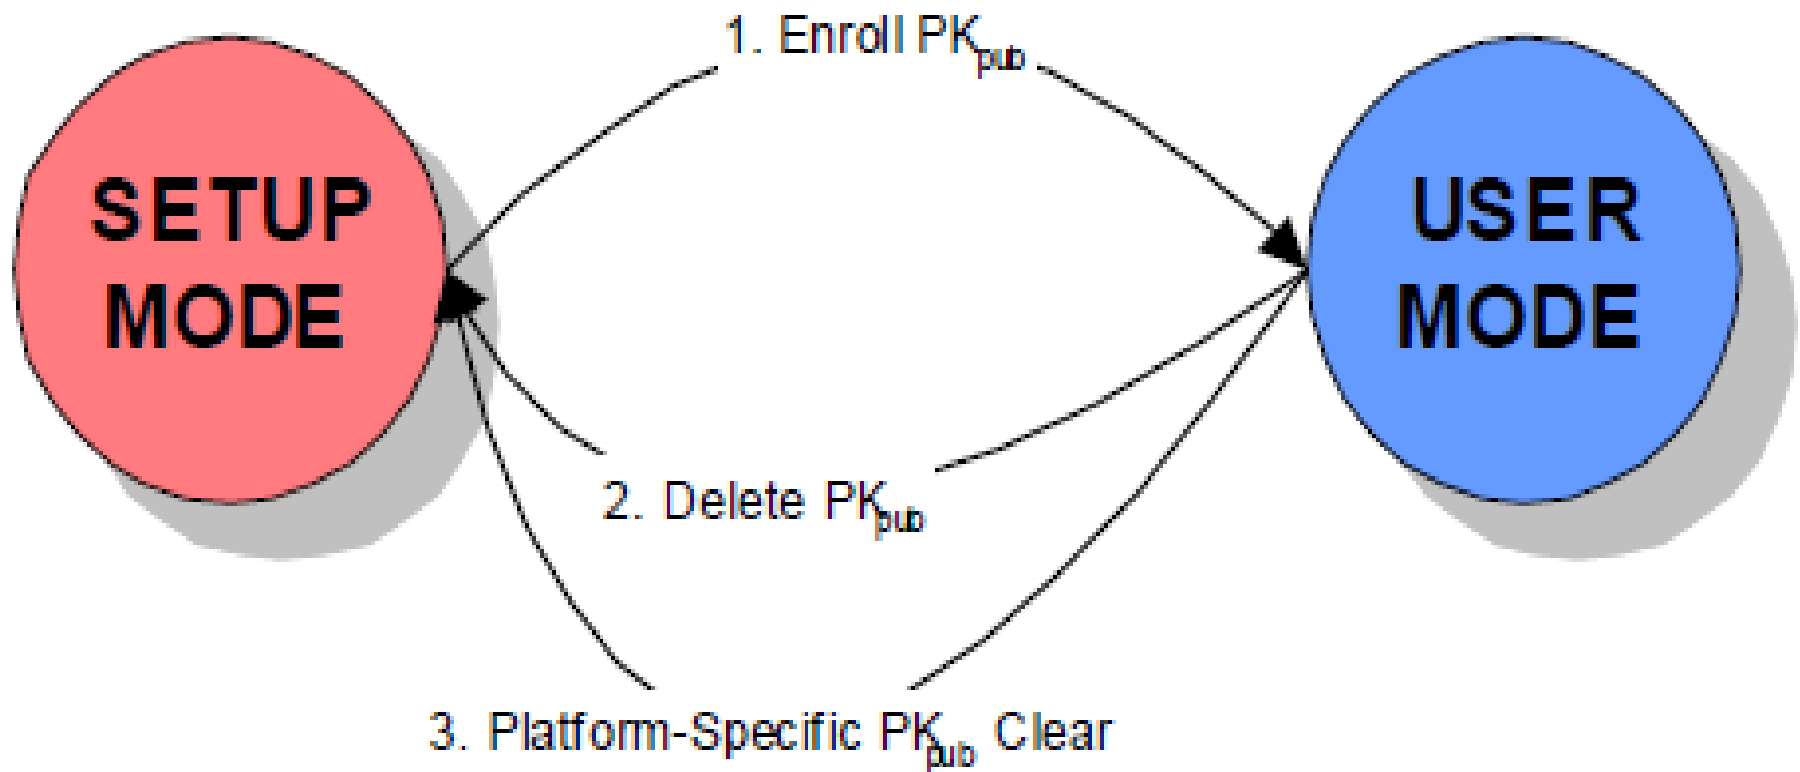 1. Enroll PKpub
SETUP
MODE
USER
MODE
2. Delete PKpub
3. Platform-Specific PKpub Clear